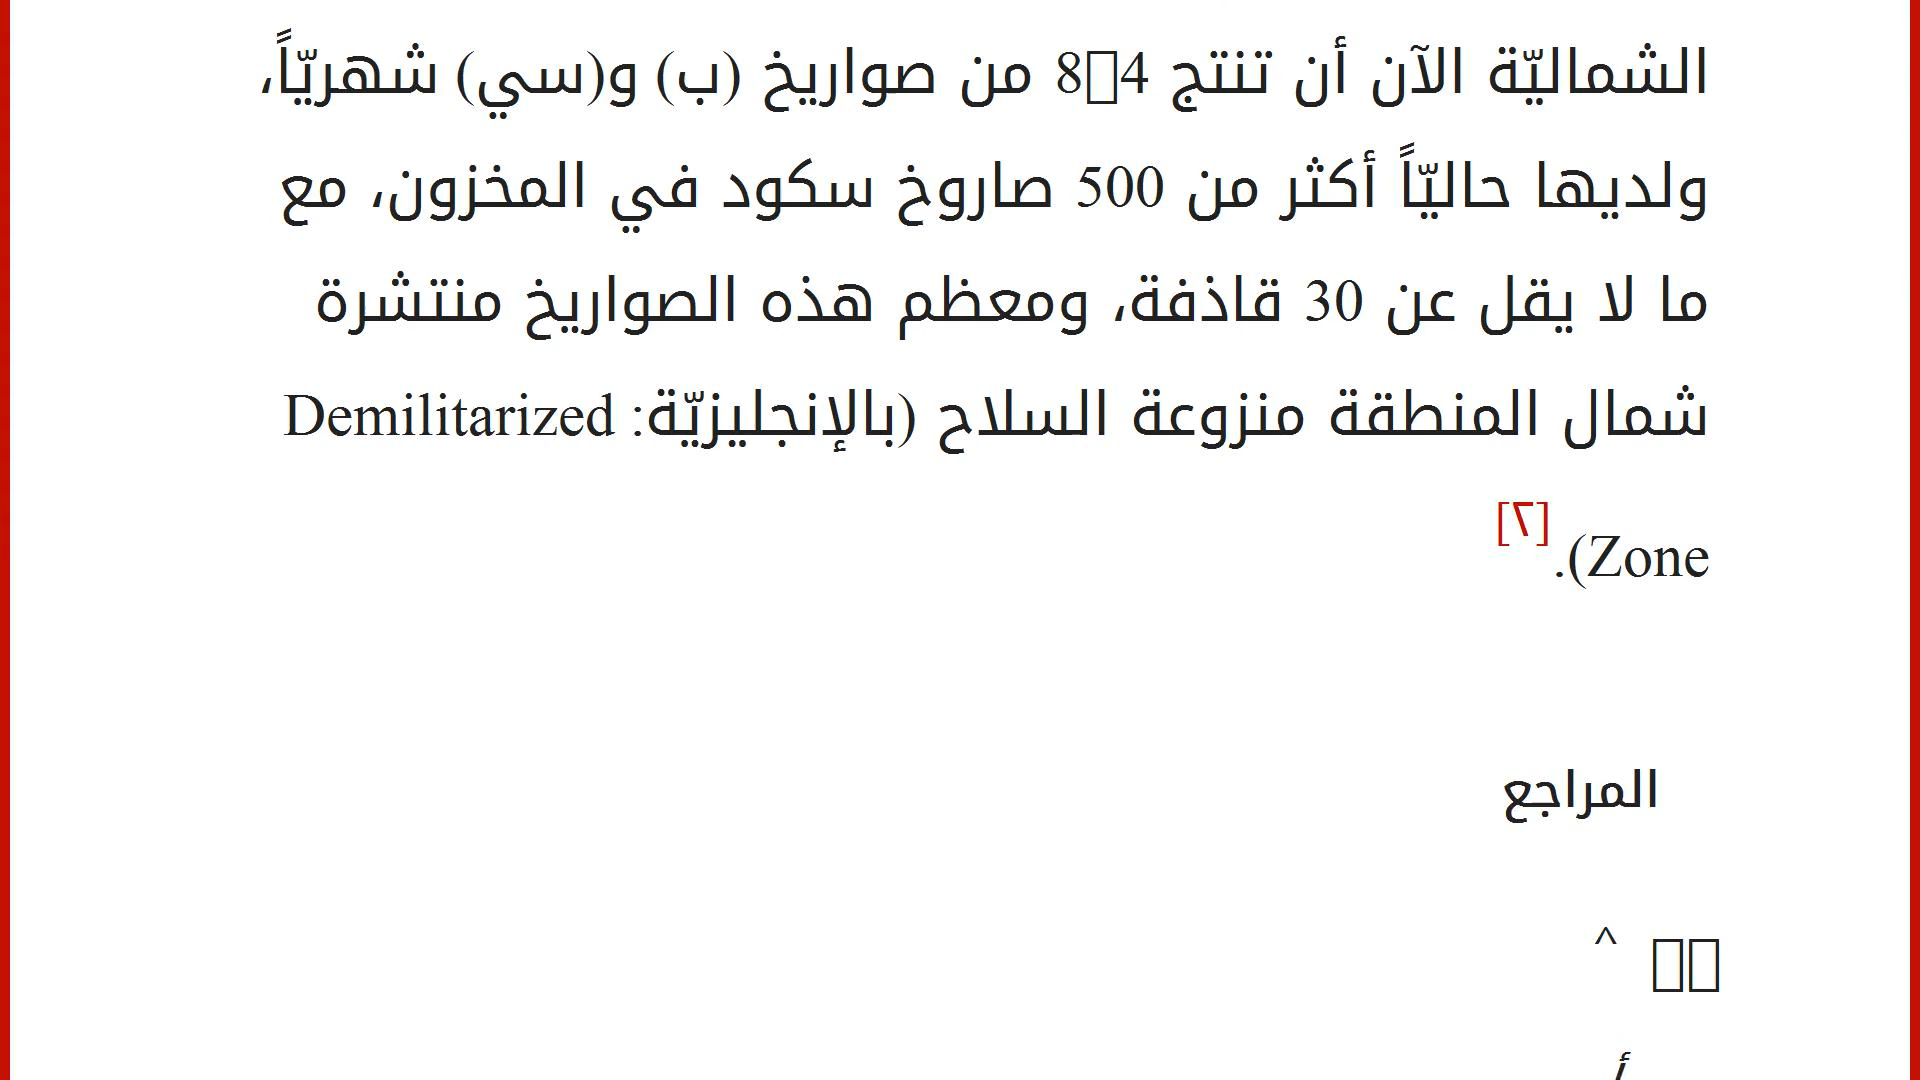 الشماليّة الآن أن تنتج 4▯8 من صواريخ (ب) و(سي) شهريّاً،
ولديها حاليّاً أكثر من 500 صاروخ سكود في المخزون، مع
ما لا يقل عن 30 قاذفة، ومعظم هذه الصواريخ منتشرة
شمال المنطقة منزوعة السلاح (بالإنجليزيّة: Demilitarized
Zone).[٢]
المراجع
▯▯ ^
أ